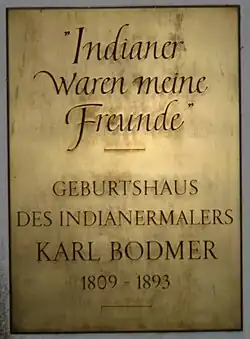 "Indianer
waren meine
Freunde"
GEBURTSHAUS
DES INDIANERMALERS
KARL BODMER
1809 - 1893